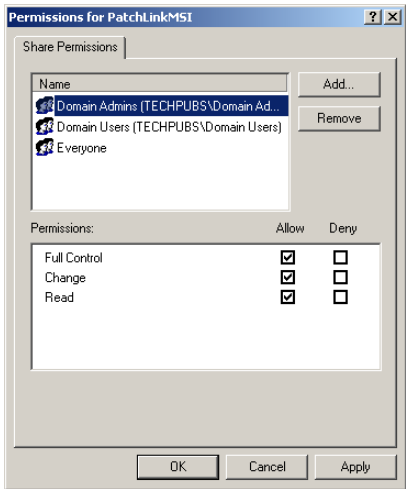 Permissions for PatchLinkMSI
Share Permissions
Name
Add...
Domain Admins (TECHPUBS\Domain Ad...
Remove
Domain Users (TECHPUBS\Domain Users)
Everyone
Permissions: Allow Deny
Full Control
Change
Read
OK Cancel Apply